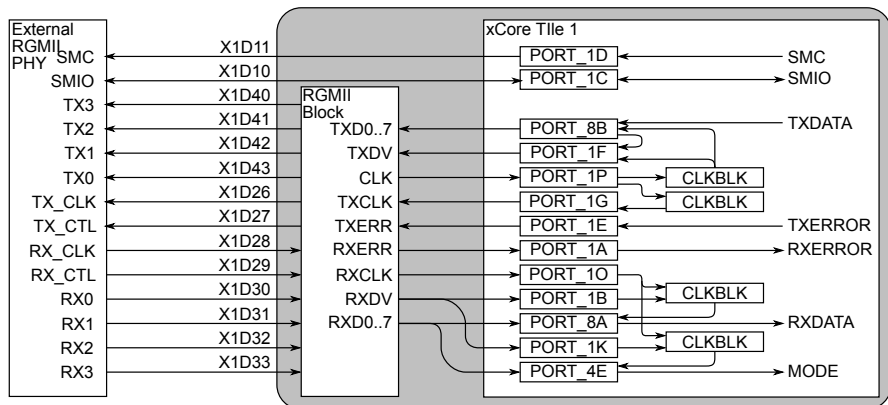 External
RGMII
PHY
xCore TIle 1
SMC X1D11 PORT_1D SMC
SMIO X1D10 PORT_1C SMIO
TX3 X1D40
RGMII
Block
TX2 X1D41 TXD0..7 PORT_8B TXDATA
TX1 X1D42 TXDV PORT_1F
TX0 X1D43 CLK PORT_1P CLKBLK
TX_CLK X1D26 TXCLK PORT_1G CLKBLK
TX_CTL X1D27 TXERR PORT_1E TXERROR
RX_CLK X1D28 RXERR PORT_1A RXERROR
RX_CTL X1D29 RXCLK PORT_1O
RX0 X1D30 RXDV PORT_1B CLKBLK
RX1 X1D31 RXD0..7 PORT_8A RXDATA
RX2 X1D32 PORT_1K CLKBLK
RX3 X1D33 PORT_4E MODE